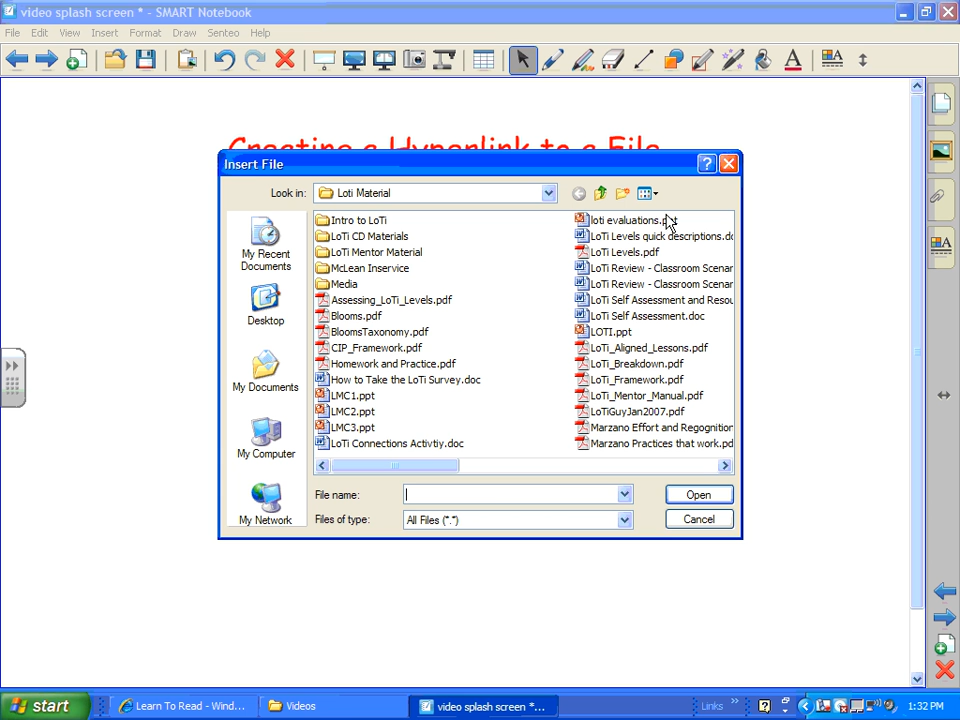 video splash screen * - SMART Notebook
File Edit View Insert Format Draw Senteo Help
Creating a Hyperlink to a File
Insert File
Look in: Loti Material
My Recent Documents
Desktop
My Documents
My Computer
My Network
Intro to LoTi
LoTi CD Materials
LoTi Mentor Material
McLean Inservice
Media
Assessing_LoTi_Levels.pdf
Blooms.pdf
BloomsTaxonomy.pdf
CIP_Framework.pdf
Homework and Practice.pdf
How to Take the LoTi Survey.doc
LMC1.ppt
LMC2.ppt
LMC3.ppt
LoTi Connections Activtiy.doc
loti evaluations.ppt
LoTi Levels quick descriptions.do
LoTi Levels.pdf
LoTi Review - Classroom Scenar
LoTi Review - Classroom Scenar
LoTi Self Assessment and Resou
LoTi Self Assessment.doc
LOTI.ppt
LoTi_Aligned_Lessons.pdf
LoTi_Breakdown.pdf
LoTi_Framework.pdf
LoTi_Mentor_Manual.pdf
LoTiGuyJan2007.pdf
Marzano Effort and Regognition
Marzano Practices that work.pd
File name: Open
Files of type: All Files (*.*) Cancel
start Learn To Read - Wind... Videos video splash screen *... Links » 1:32 PM